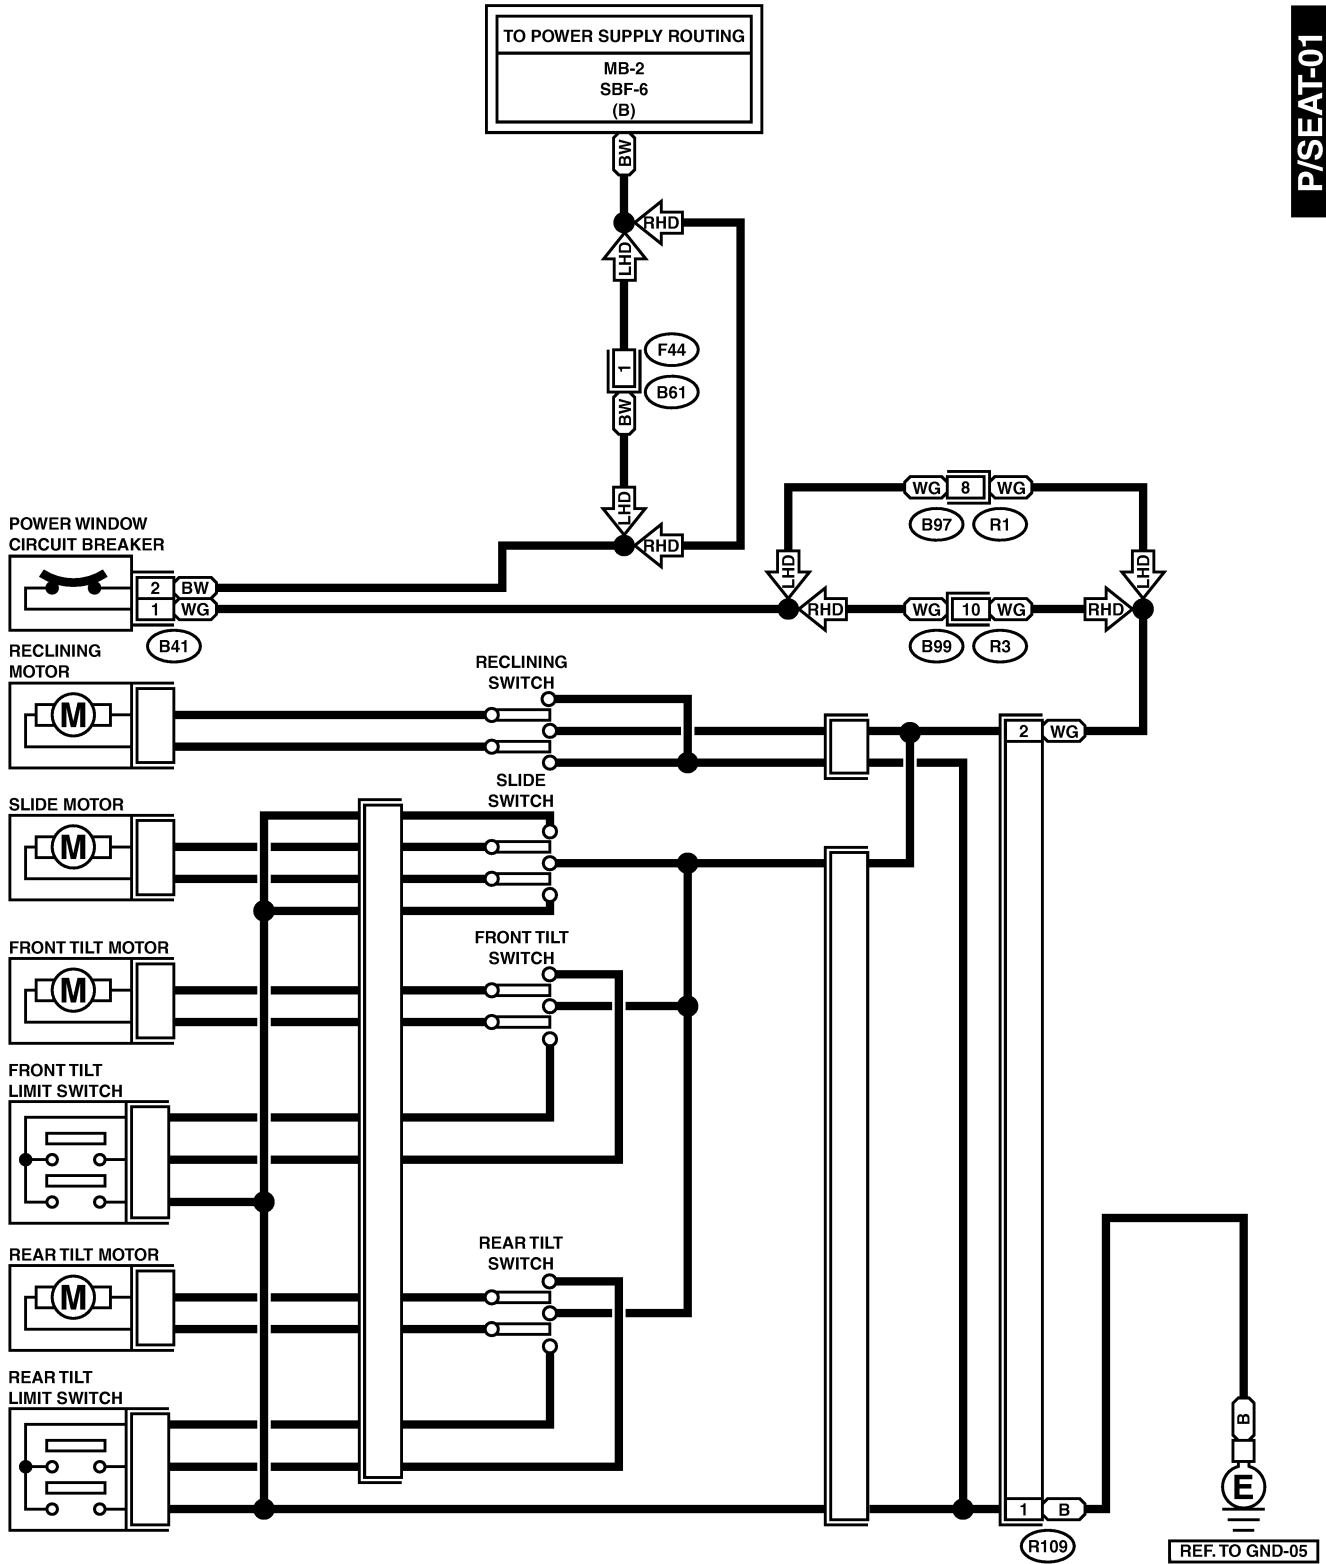 TO POWER SUPPLY ROUTING
MB-2
SBF-6
(B)
P/SEAT-01
BW
RHD
LHD
F44
1
B61
BW
LHD
RHD
WG 8 WG
B97 R1
LHD
LHD
POWER WINDOW
CIRCUIT BREAKER
2 BW
1 WG
B41
RHD
WG 10 WG
RHD
B99 R3
RECLINING
MOTOR
M
RECLINING
SWITCH
2 WG
SLIDE
SWITCH
SLIDE MOTOR
M
FRONT TILT
SWITCH
FRONT TILT MOTOR
M
FRONT TILT
LIMIT SWITCH
REAR TILT
SWITCH
REAR TILT MOTOR
M
REAR TILT
LIMIT SWITCH
1 B
R109
B
E
REF. TO GND-05